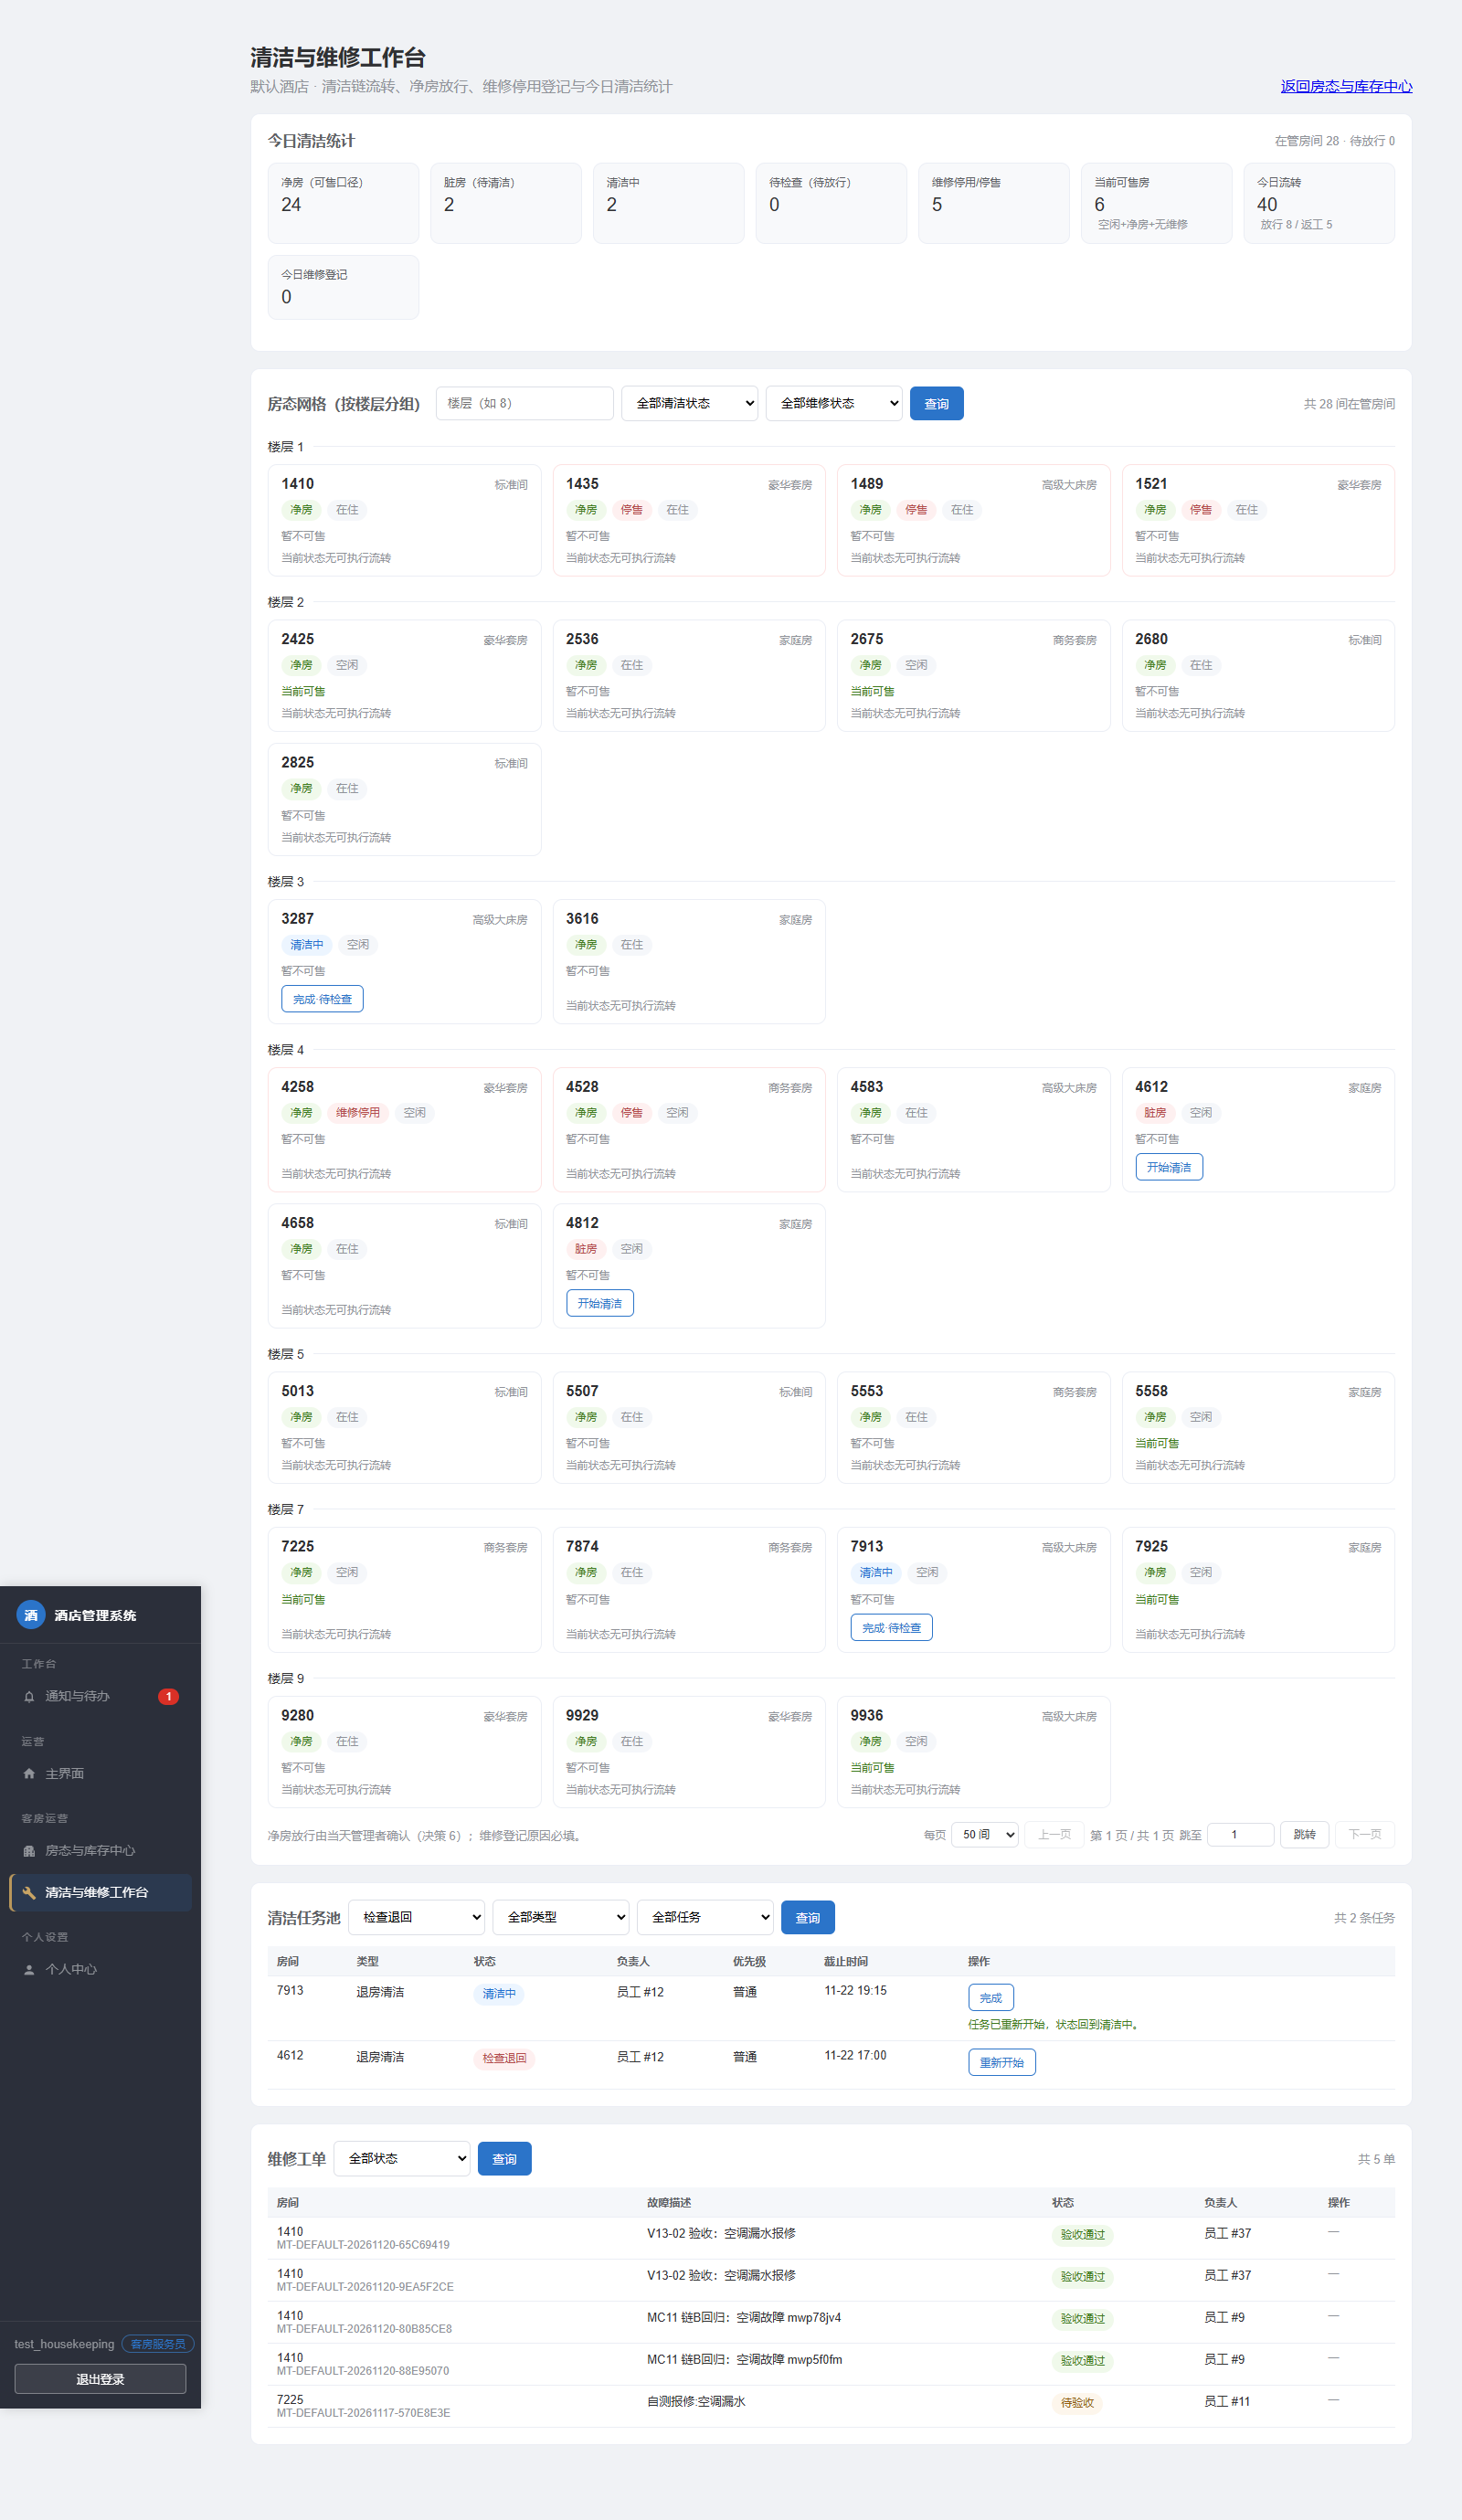 清洁与维修工作台
默认酒店 · 清洁链流转、净房放行、维修停用登记与今日清洁统计
返回房态与库存中心
今日清洁统计
在管房间 28 · 待放行 0
净房（可售口径）
24
脏房（待清洁）
2
清洁中
2
待检查（待放行）
0
维修停用/停售
5
当前可售房
6
空闲+净房+无维修
今日流转
40
放行 8 / 返工 5
今日维修登记
0
房态网格（按楼层分组）
楼层（如 8）
全部清洁状态
全部维修状态
查询
共 28 间在管房间
楼层 1
1410 标准间
净房 在住
暂不可售
当前状态无可执行流转
1435 豪华套房
净房 停售 在住
暂不可售
当前状态无可执行流转
1489 高级大床房
净房 停售 在住
暂不可售
当前状态无可执行流转
1521 豪华套房
净房 停售 在住
暂不可售
当前状态无可执行流转
楼层 2
2425 豪华套房
净房 空闲
当前可售
当前状态无可执行流转
2536 家庭房
净房 在住
暂不可售
当前状态无可执行流转
2675 商务套房
净房 空闲
当前可售
当前状态无可执行流转
2680 标准间
净房 在住
暂不可售
当前状态无可执行流转
2825 标准间
净房 在住
暂不可售
当前状态无可执行流转
楼层 3
3287 高级大床房
清洁中 空闲
暂不可售
完成·待检查
3616 家庭房
净房 在住
暂不可售
当前状态无可执行流转
楼层 4
4258 豪华套房
净房 维修停用 空闲
暂不可售
当前状态无可执行流转
4528 商务套房
净房 停售 空闲
暂不可售
当前状态无可执行流转
4583 高级大床房
净房 在住
暂不可售
当前状态无可执行流转
4612 家庭房
脏房 空闲
暂不可售
开始清洁
4658 标准间
净房 在住
暂不可售
当前状态无可执行流转
4812 家庭房
脏房 空闲
暂不可售
开始清洁
楼层 5
5013 标准间
净房 在住
暂不可售
当前状态无可执行流转
5507 标准间
净房 在住
暂不可售
当前状态无可执行流转
5553 商务套房
净房 在住
暂不可售
当前状态无可执行流转
5558 家庭房
净房 空闲
当前可售
当前状态无可执行流转
楼层 7
7225 商务套房
净房 空闲
当前可售
当前状态无可执行流转
7874 商务套房
净房 在住
暂不可售
当前状态无可执行流转
7913 高级大床房
清洁中 空闲
暂不可售
完成·待检查
7925 家庭房
净房 空闲
当前可售
当前状态无可执行流转
楼层 9
9280 豪华套房
净房 在住
暂不可售
当前状态无可执行流转
9929 豪华套房
净房 在住
暂不可售
当前状态无可执行流转
9936 高级大床房
净房 空闲
当前可售
当前状态无可执行流转
净房放行由当天管理者确认（决策 6）；维修登记原因必填。
每页 50 间 上一页 第 1 页 / 共 1 页 跳至 1 跳转 下一页
清洁任务池 检查退回 全部类型 全部任务 查询 共 2 条任务
房间 类型 状态 负责人 优先级 截止时间 操作
7913 退房清洁 清洁中 员工 #12 普通 11-22 19:15 完成
任务已重新开始，状态回到清洁中。
4612 退房清洁 检查退回 员工 #12 普通 11-22 17:00 重新开始
维修工单 全部状态 查询 共 5 单
房间 故障描述 状态 负责人 操作
1410 V13-02 验收：空调漏水报修 验收通过 员工 #37 —
MT-DEFAULT-20261120-65C69419
1410 V13-02 验收：空调漏水报修 验收通过 员工 #37 —
MT-DEFAULT-20261120-9EA5F2CE
1410 MC11 链B回归：空调故障 mwp78jv4 验收通过 员工 #9 —
MT-DEFAULT-20261120-80B85CE8
1410 MC11 链B回归：空调故障 mwp5f0fm 验收通过 员工 #9 —
MT-DEFAULT-20261120-88E95070
7225 自测报修:空调漏水 待验收 员工 #11 —
MT-DEFAULT-20261117-570E8E3E
酒 酒店管理系统
工作台
通知与待办 1
运营
主界面
客房运营
房态与库存中心
清洁与维修工作台
个人设置
个人中心
test_housekeeping 客房服务员
退出登录